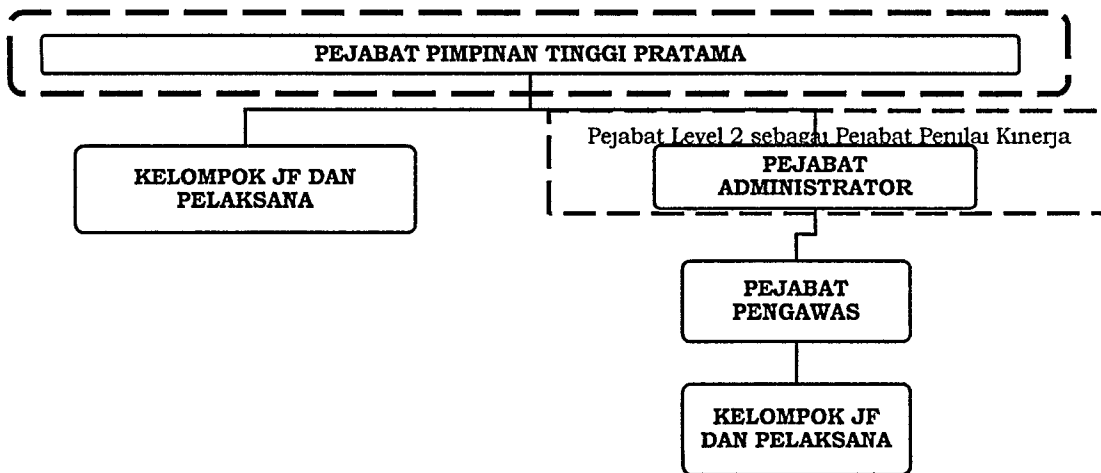 PEJABAT PIMPINAN TINGGI PRATAMA
Pejabat Level 2 sebagai Pejabat Penilai Kinerja
KELOMPOK JF DAN
PELAKSANA
PEJABAT
ADMINISTRATOR
PEJABAT
PENGAWAS
KELOMPOK JF
DAN PELAKSANA